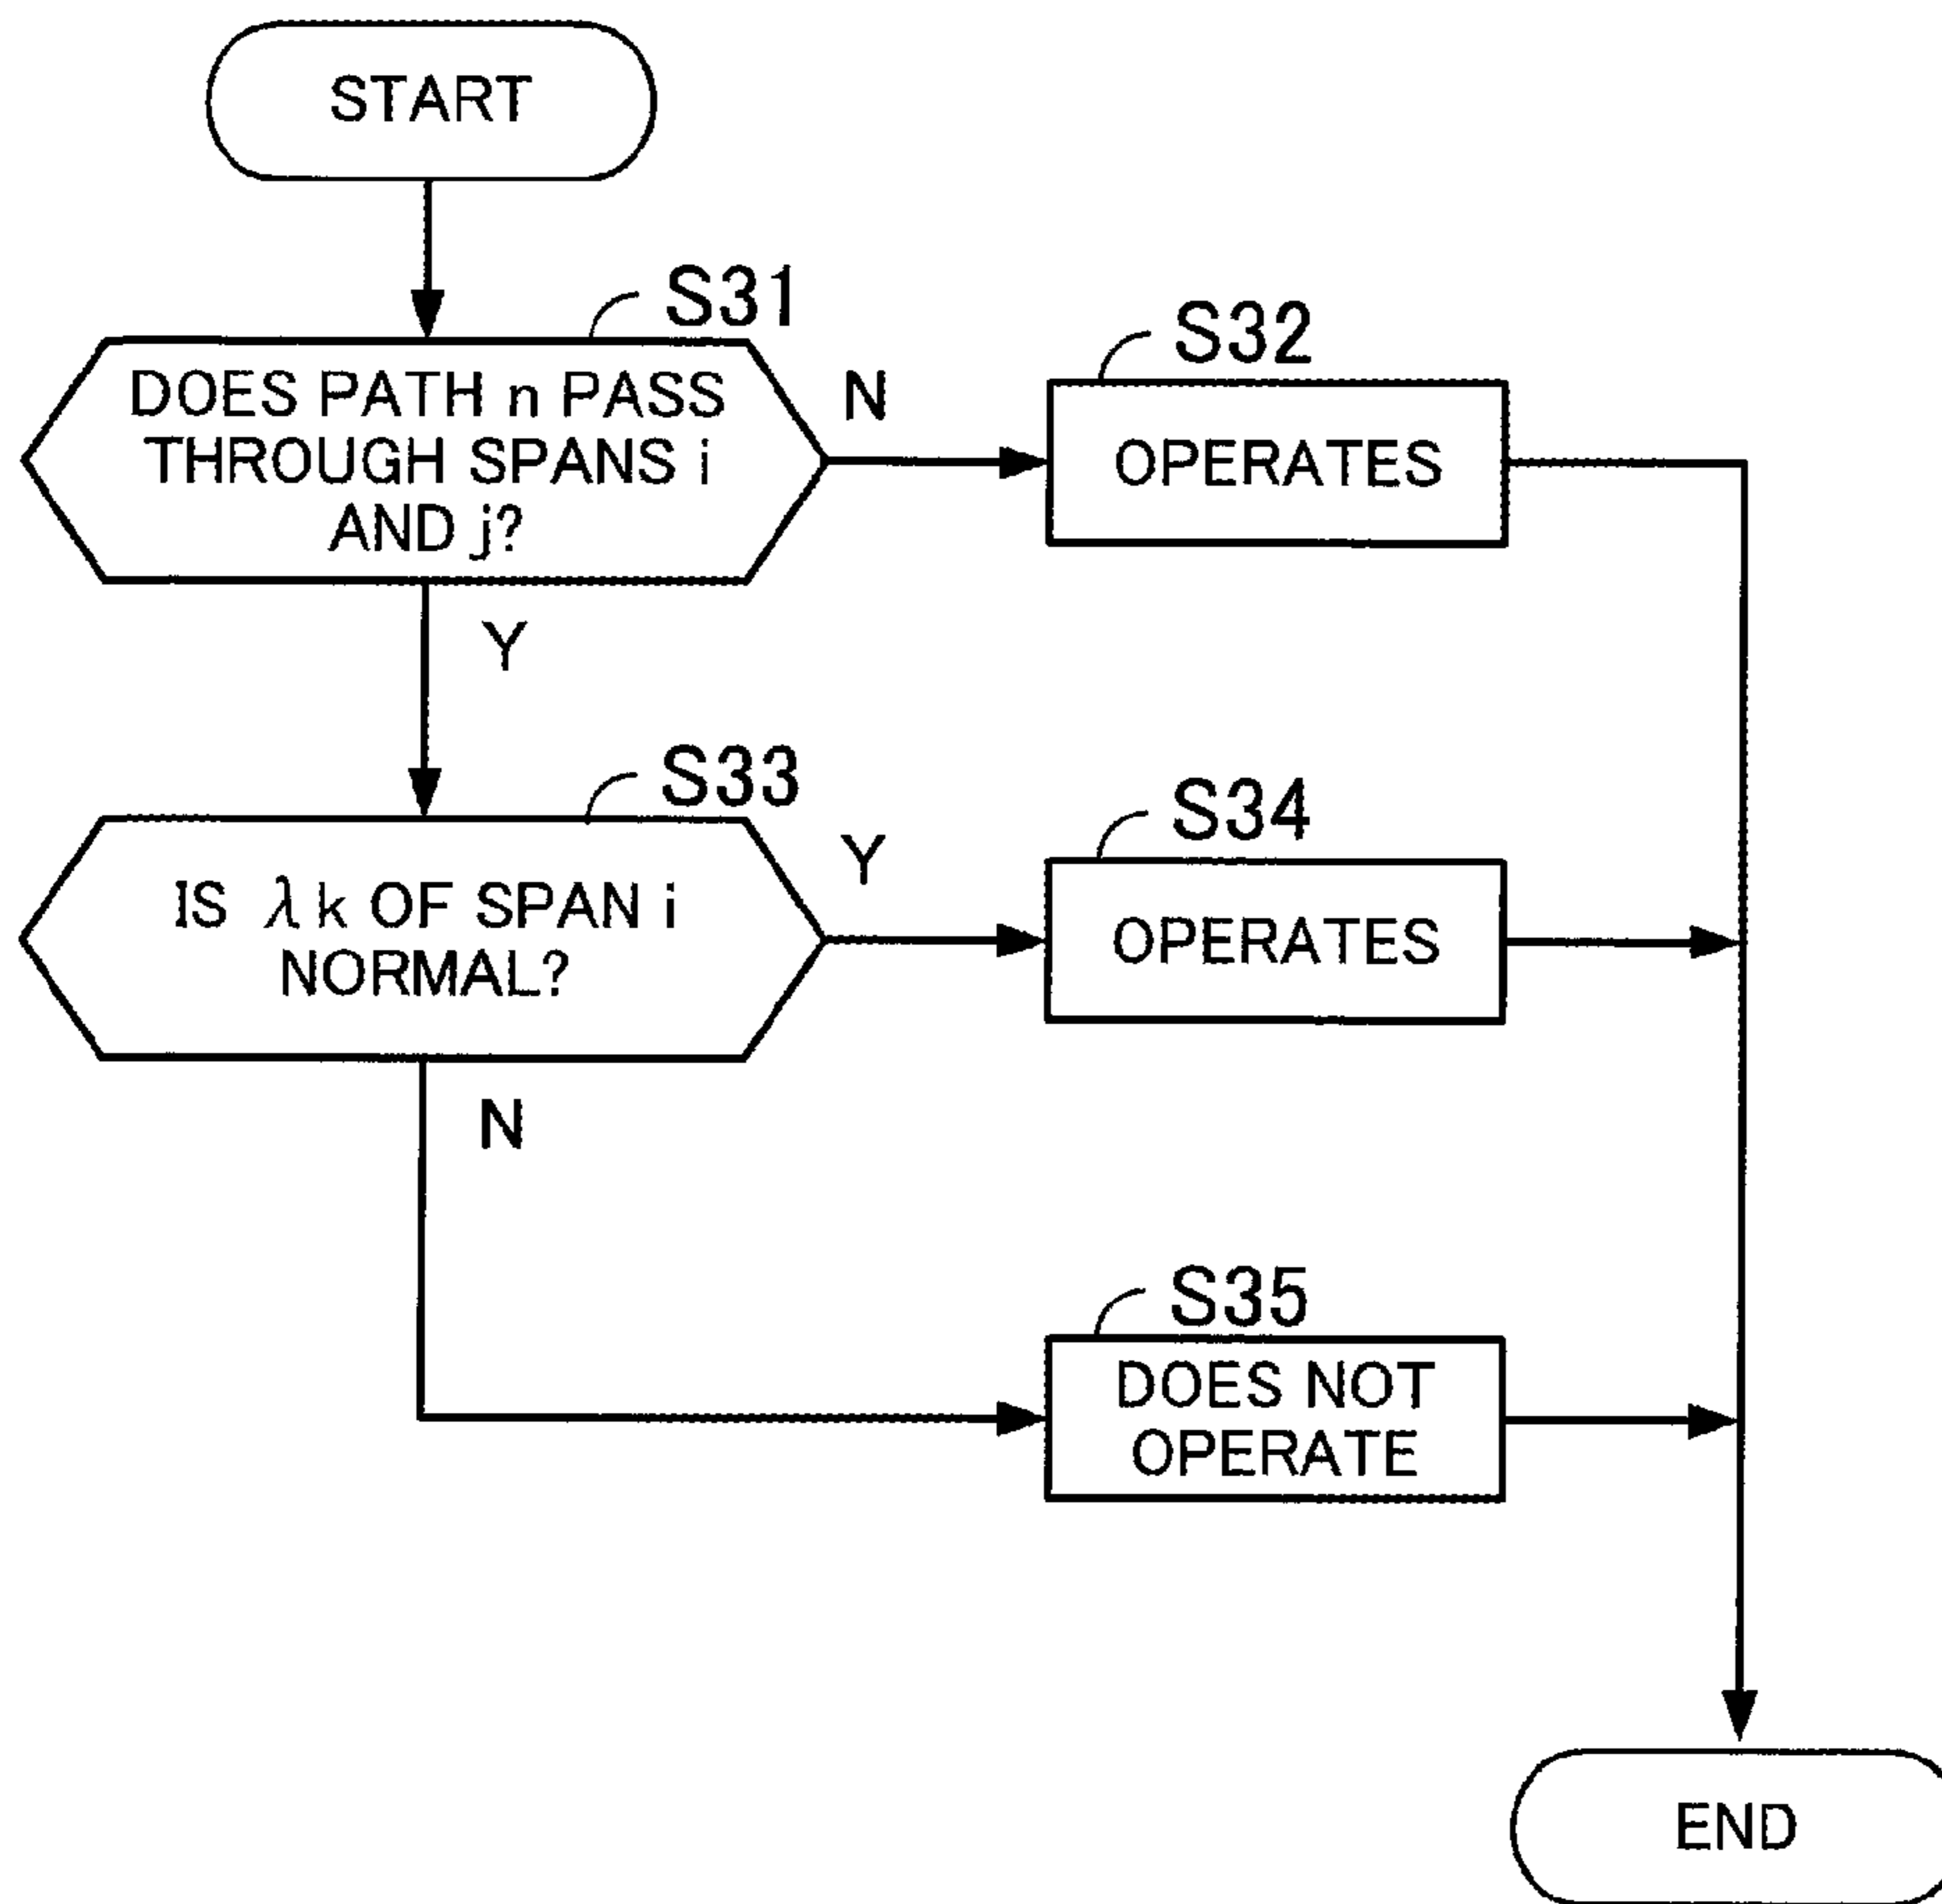 START
S31
DOES PATH n PASS
THROUGH SPANS i
AND j?
N
S32
OPERATES
Y
S33
IS λk OF SPAN i
NORMAL?
Y
S34
OPERATES
N
S35
DOES NOT
OPERATE
END